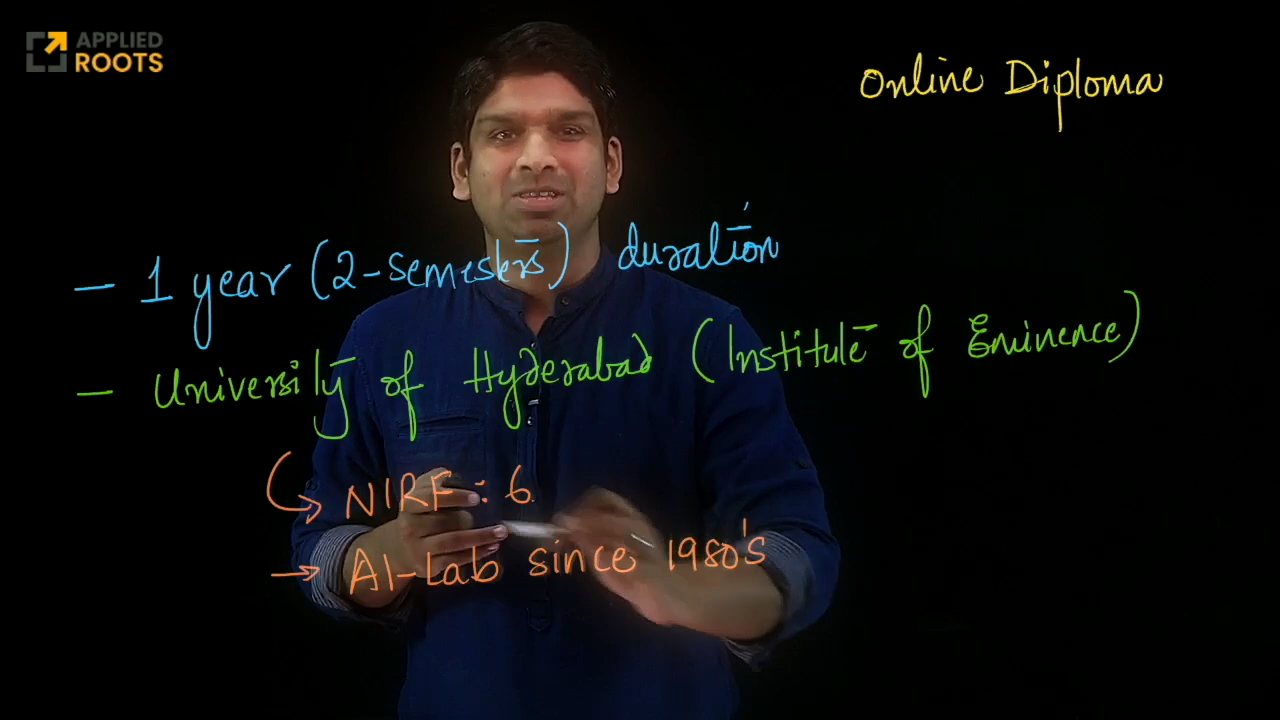 APPLIED
ROOTS
Online Diploma
- 1 year (2-semesters) duration
- University of Hyderabad (Institute of Eminence)
NIRF: 6
→ AI-Lab since 1980's